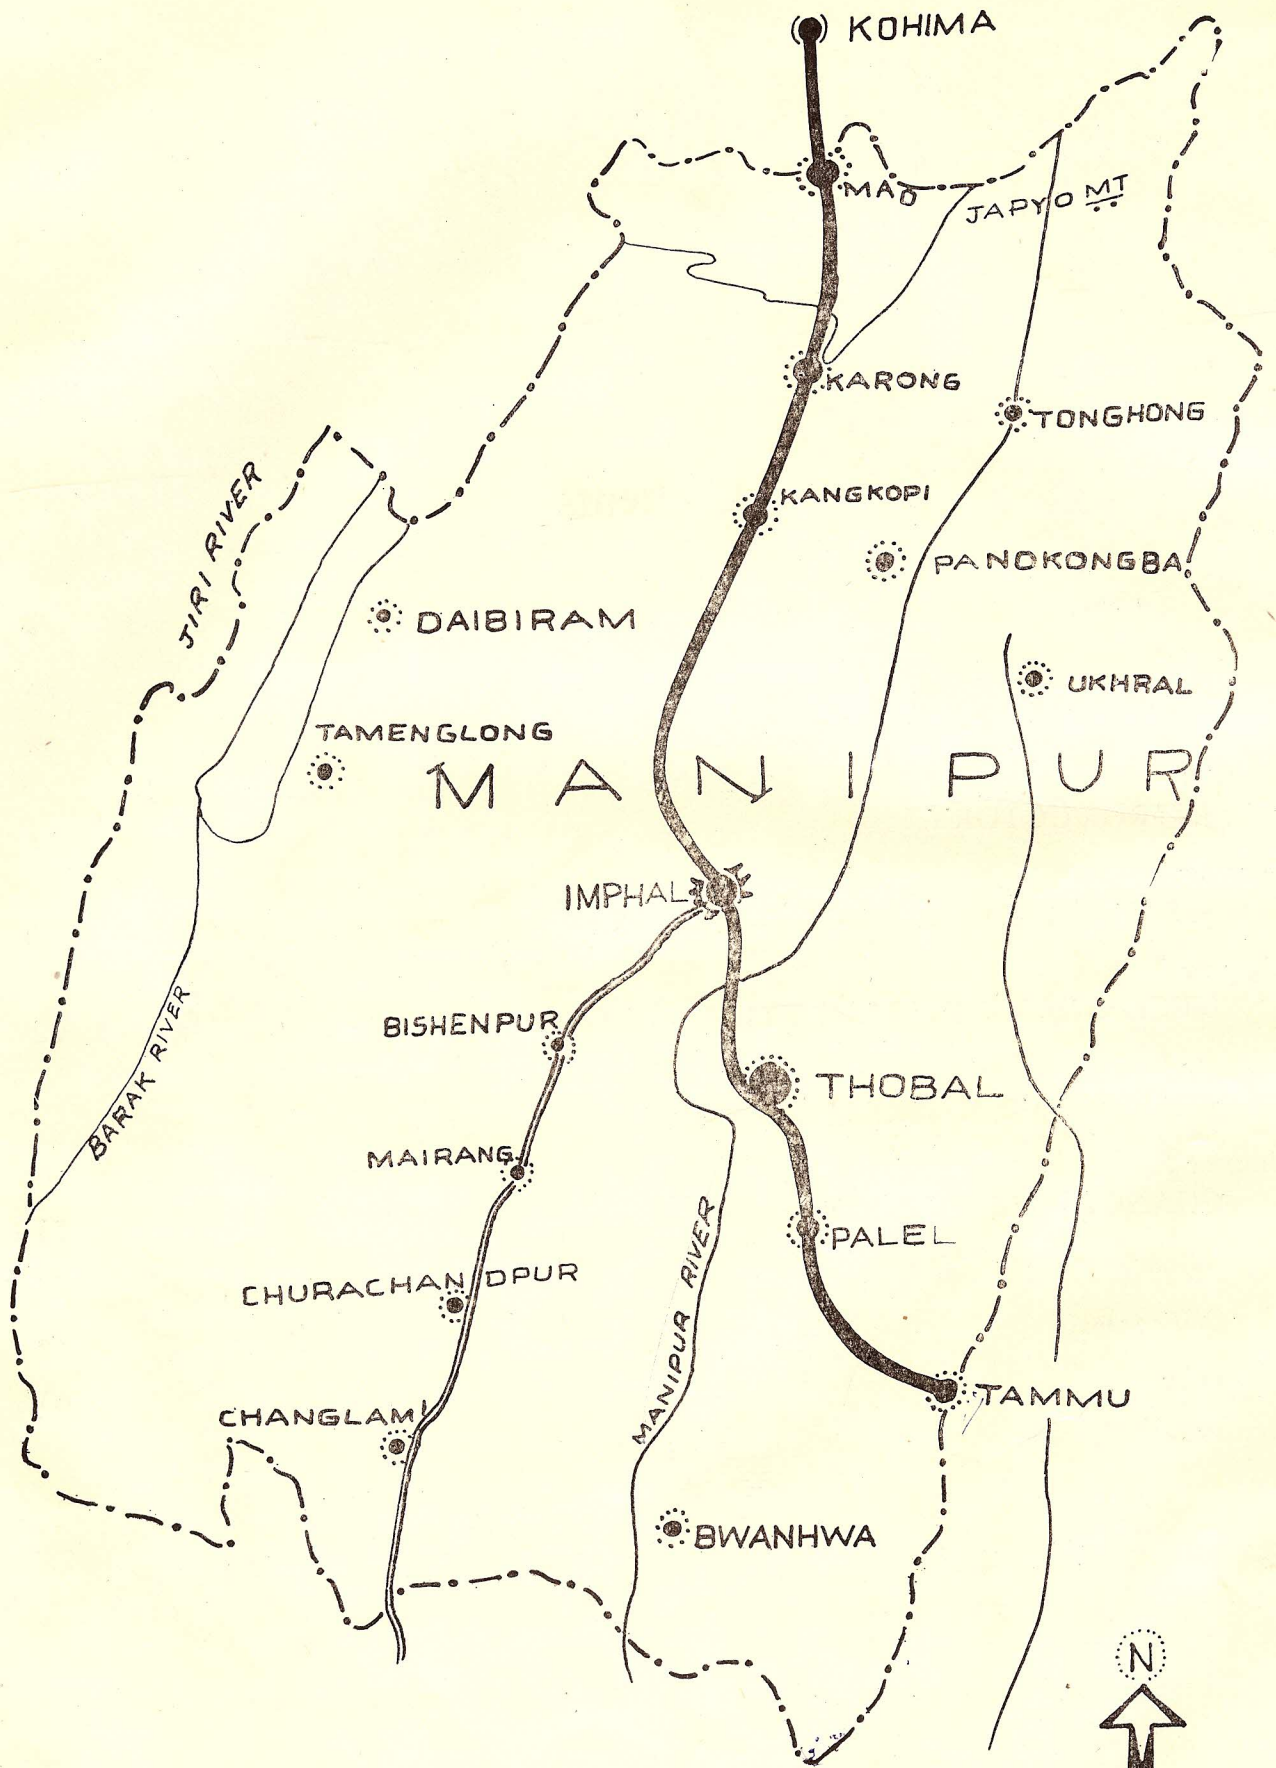 KOHIMA
MAO
JAPYO MT
KARONG
TONGHONG
JIRI RIVER
KANGKOPI
PANOKONGBA
DAIBIRAM
UKHRAL
TAMENGLONG
MANIPUR
IMPHAL
BARAK RIVER
BISHENPUR
THOBAL
MAIRANG
MANIPUR RIVER
PALEL
CHURACHANDPUR
TAMMU
CHANGLAM
BWANHWA
N